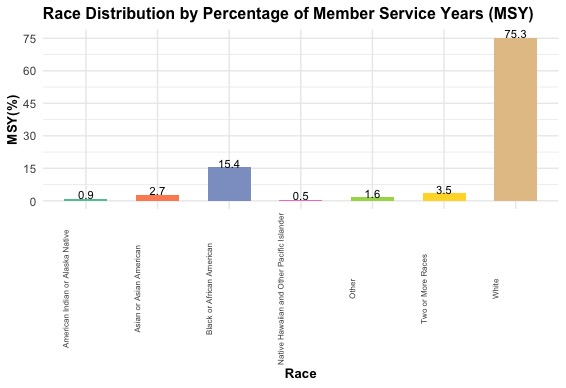 Race Distribution by Percentage of Member Service Years (MSY)
MSY(%)
75
60
45
30
15
0
0.9
2.7
15.4
0.5
1.6
3.5
75.3
American Indian or Alaska Native
Asian or Asian American
Black or African American
Native Hawaiian and Other Pacific Islander
Other
Two or More Races
White
Race